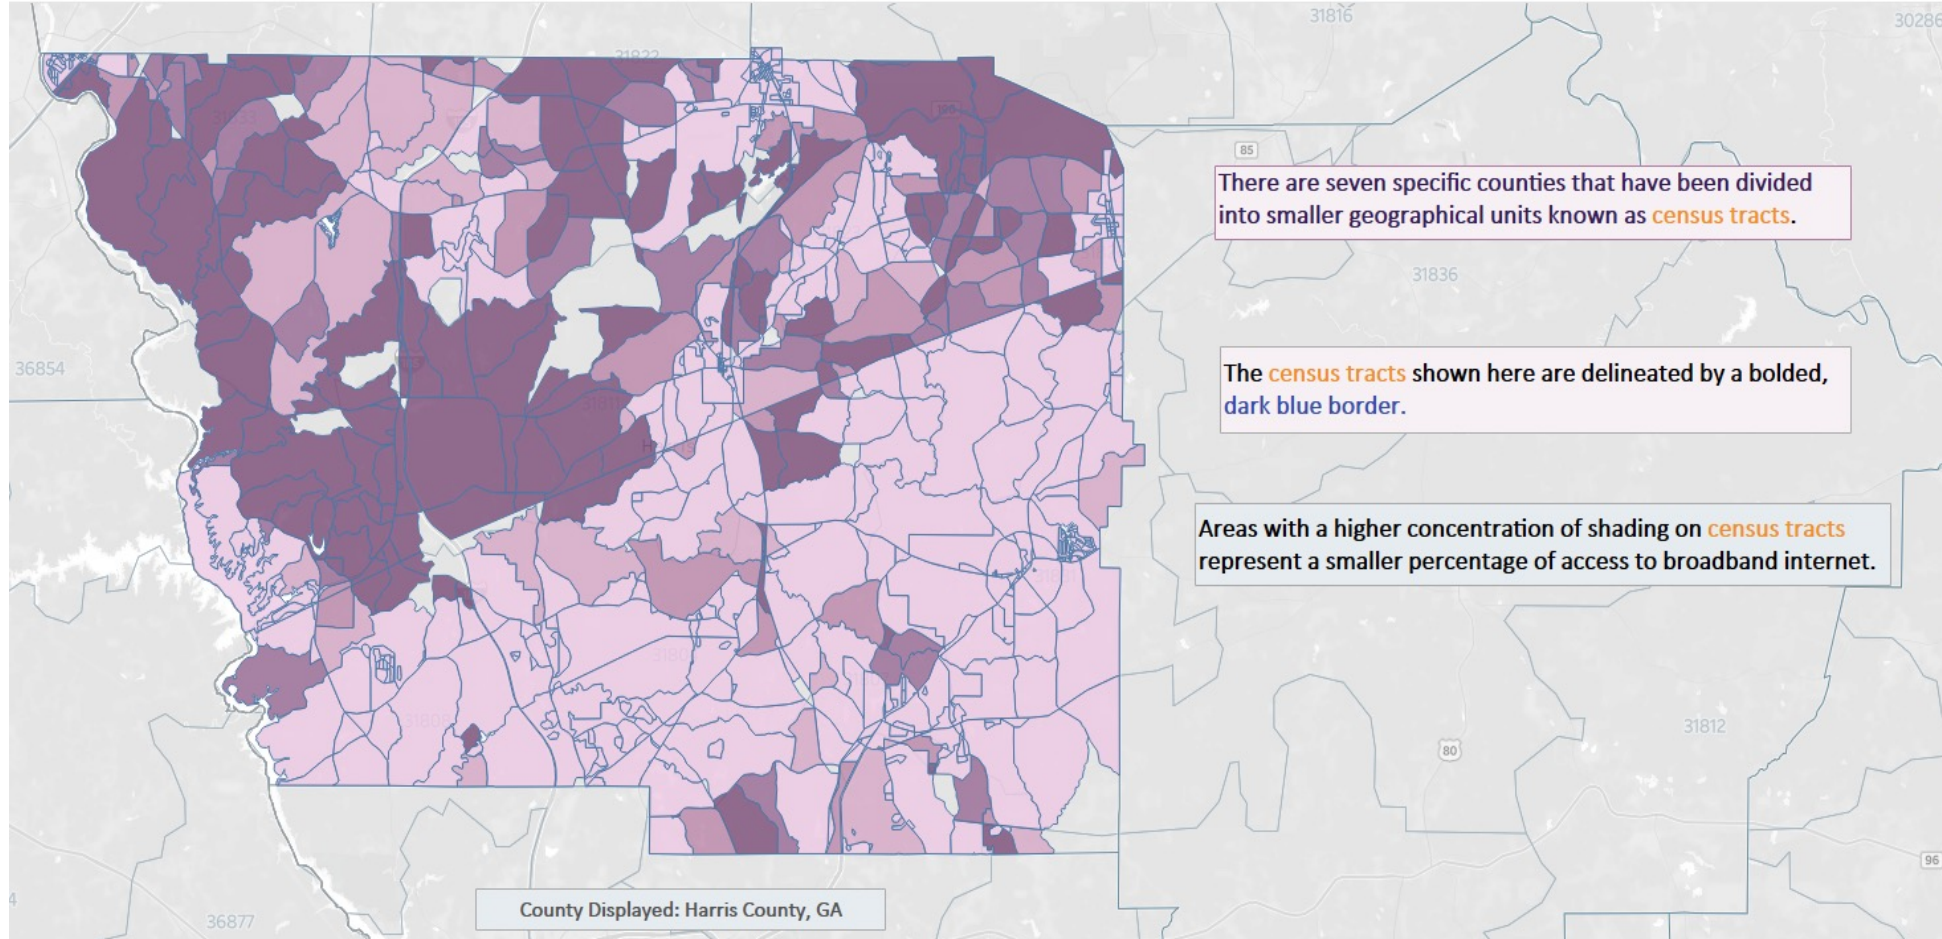 31816
30286
31822
85
There are seven specific counties that have been divided
into smaller geographical units known as census tracts.
31836
36854
The census tracts shown here are delineated by a bolded,
dark blue border.
Areas with a higher concentration of shading on census tracts
represent a smaller percentage of access to broadband internet.
31812
80
96
County Displayed: Harris County, GA
36877